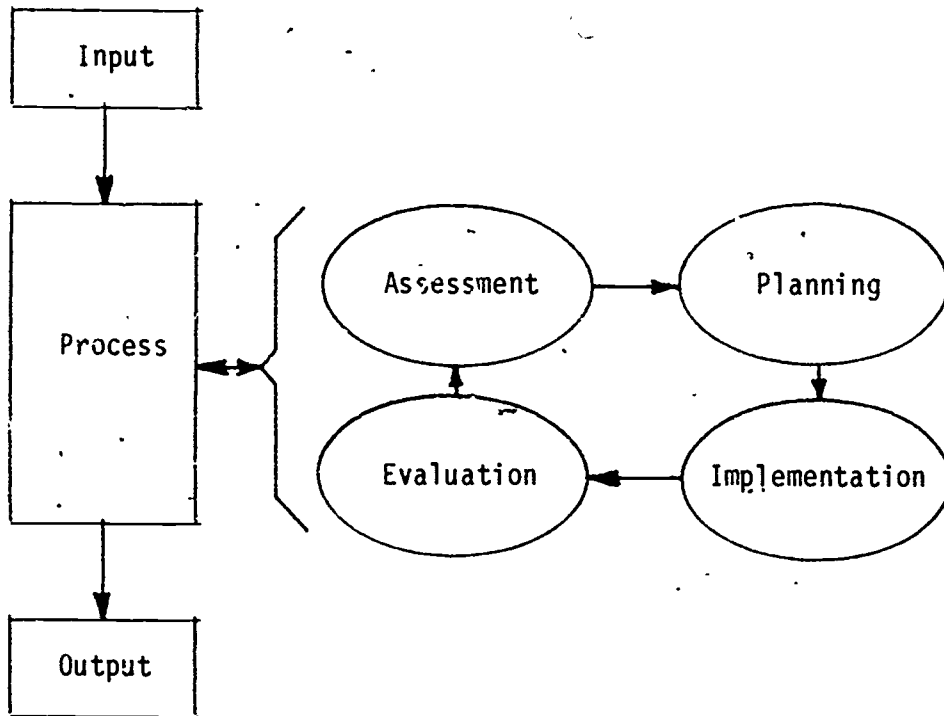 Input
Process
Assessment
Planning
Evaluation
Implementation
Output